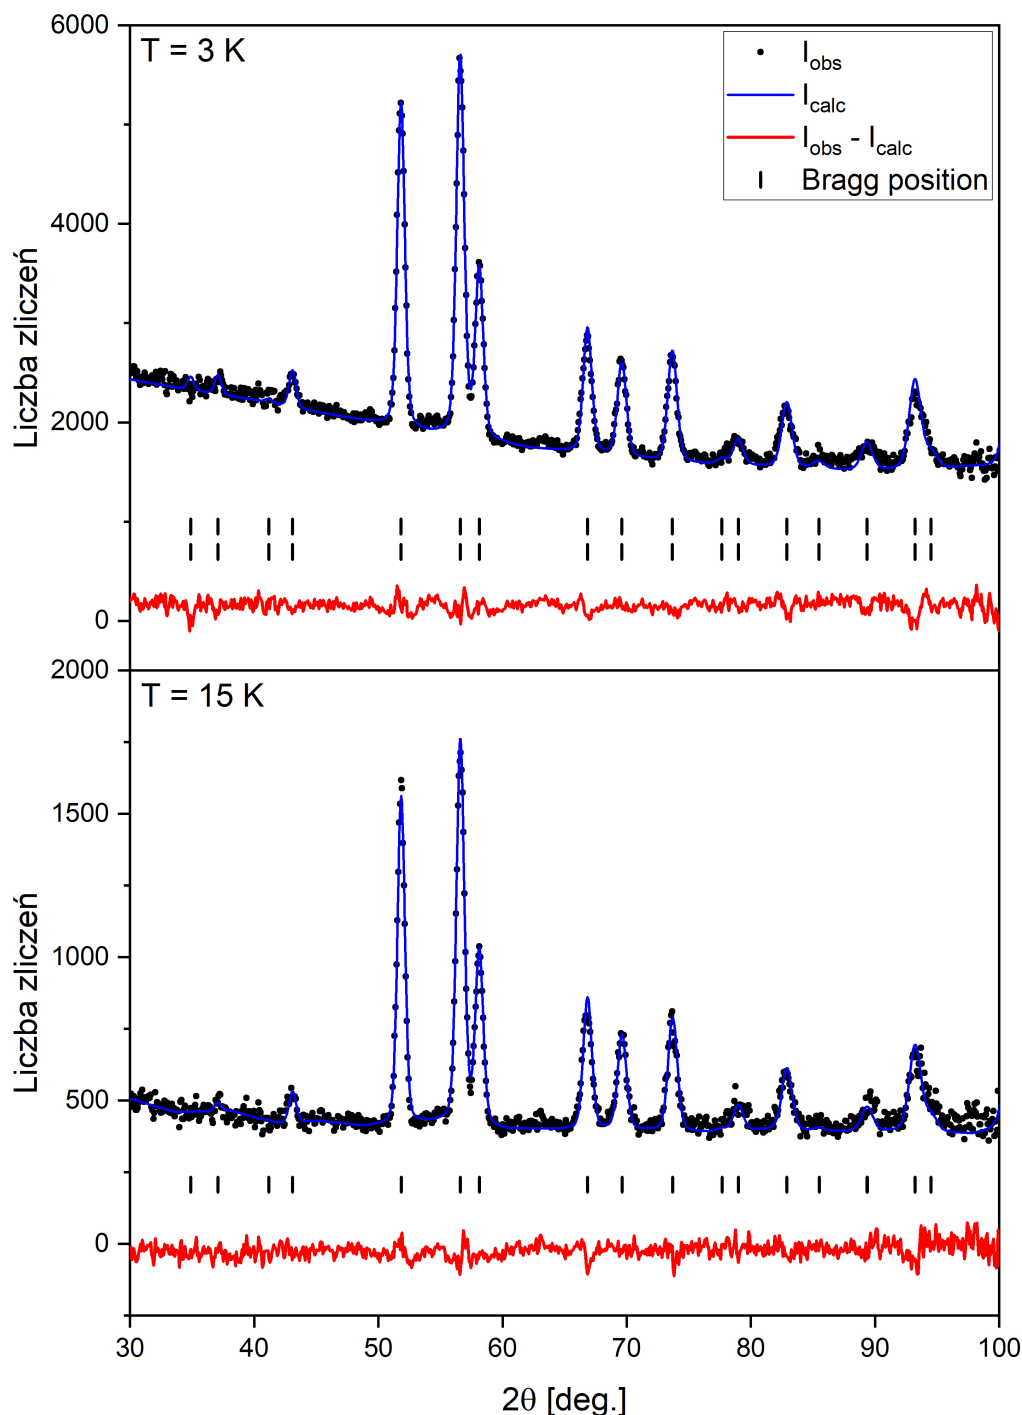 6000
T = 3 K
I_obs
I_calc
I_obs - I_calc
Bragg position
4000
2000
0
Liczba zliczeń
2000
T = 15 K
1500
1000
500
0
Liczba zliczeń
30 40 50 60 70 80 90 100
2θ [deg.]